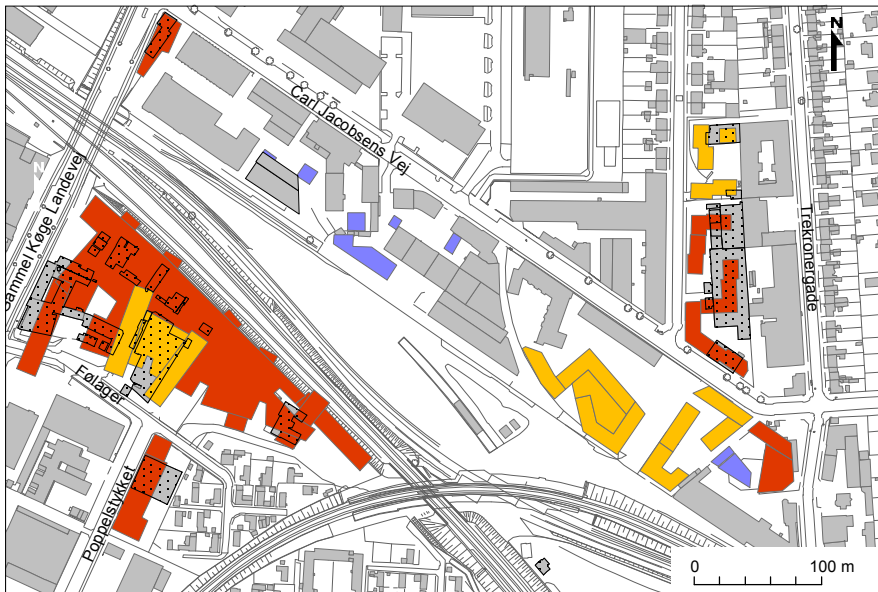 N
Carl Jacobsens Vej
Gammel Køge Landevej
Trekronergade
Følager
Poppelstykket
0
100 m